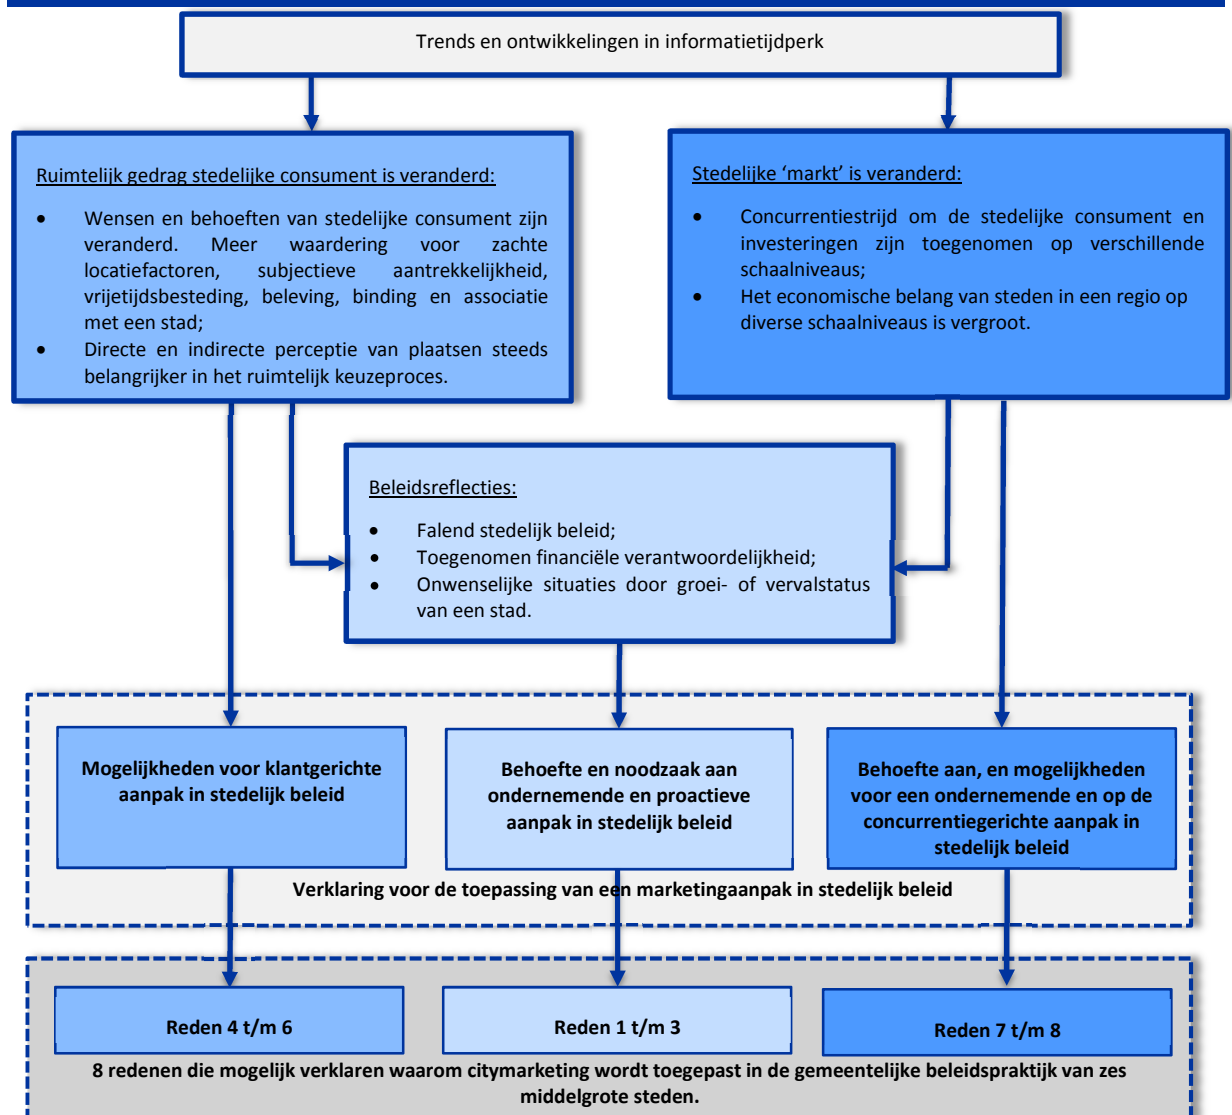 Trends en ontwikkelingen in informatietijdperk
Ruimtelijk gedrag stedelijke consument is veranderd:
• Wensen en behoeften van stedelijke consument zijn
veranderd. Meer waardering voor zachte
locatiefactoren, subjectieve aantrekkelijkheid,
vrijetijdsbesteding, beleving, binding en associatie
met een stad;
• Directe en indirecte perceptie van plaatsen steeds
belangrijker in het ruimtelijk keuzeproces.
Stedelijke ‘markt’ is veranderd:
• Concurrentiestrijd om de stedelijke consument en
investeringen zijn toegenomen op verschillende
schaalniveaus;
• Het economische belang van steden in een regio op
diverse schaalniveaus is vergroot.
Beleidsreflecties:
• Falend stedelijk beleid;
• Toegenomen financiële verantwoordelijkheid;
• Onwenselijke situaties door groei- of vervalstatus
van een stad.
Mogelijkheden voor klantgerichte
aanpak in stedelijk beleid
Behoefte en noodzaak aan
ondernemende en proactieve
aanpak in stedelijk beleid
Behoefte aan, en mogelijkheden
voor een ondernemende en op de
concurrentiegerichte aanpak in
stedelijk beleid
Verklaring voor de toepassing van een marketingaanpak in stedelijk beleid
Reden 4 t/m 6
Reden 1 t/m 3
Reden 7 t/m 8
8 redenen die mogelijk verklaren waarom citymarketing wordt toegepast in de gemeentelijke beleidspraktijk van zes
middelgrote steden.